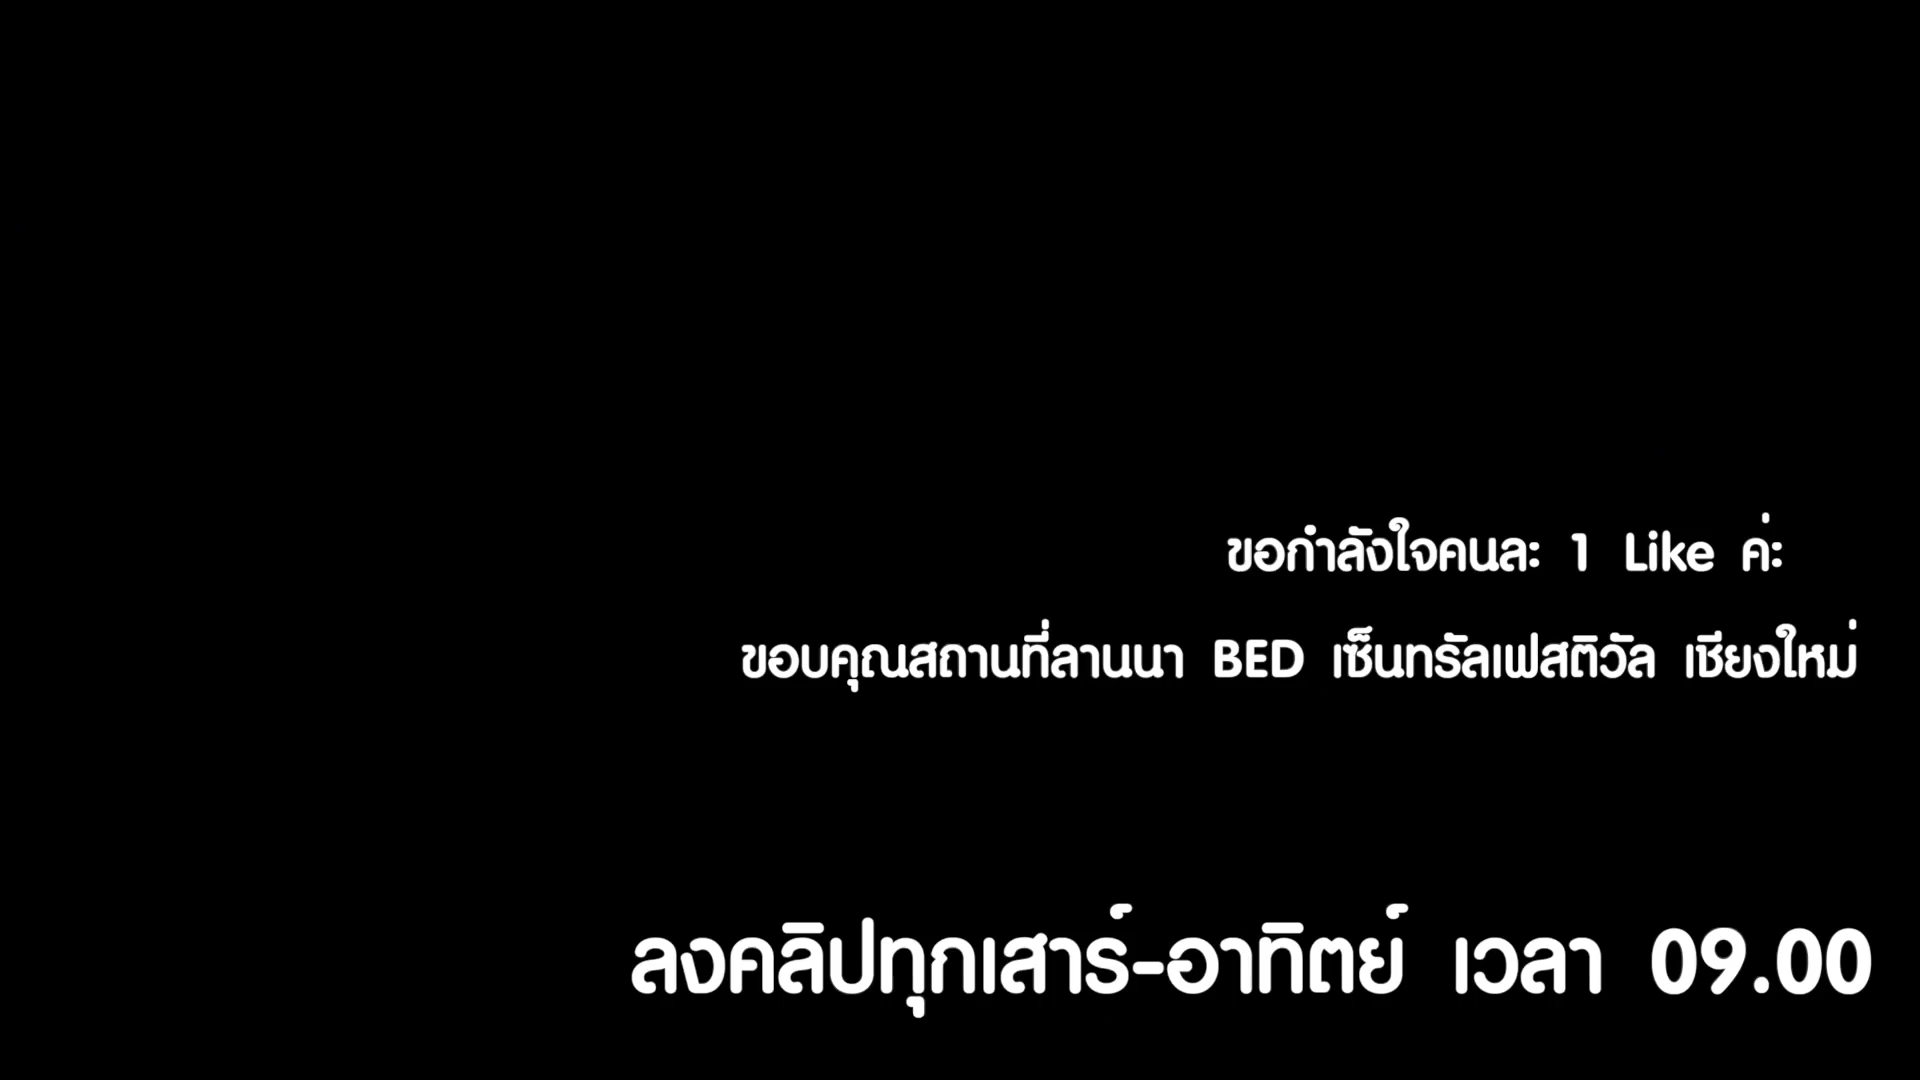 ขอกำลังใจคนละ 1 Like ค่ะ
ขอบคุณสถานที่ลานนา BED เซ็นทรัลเฟสติวัล เชียงใหม่
ลงคลิปทุกเสาร์-อาทิตย์ เวลา 09.00